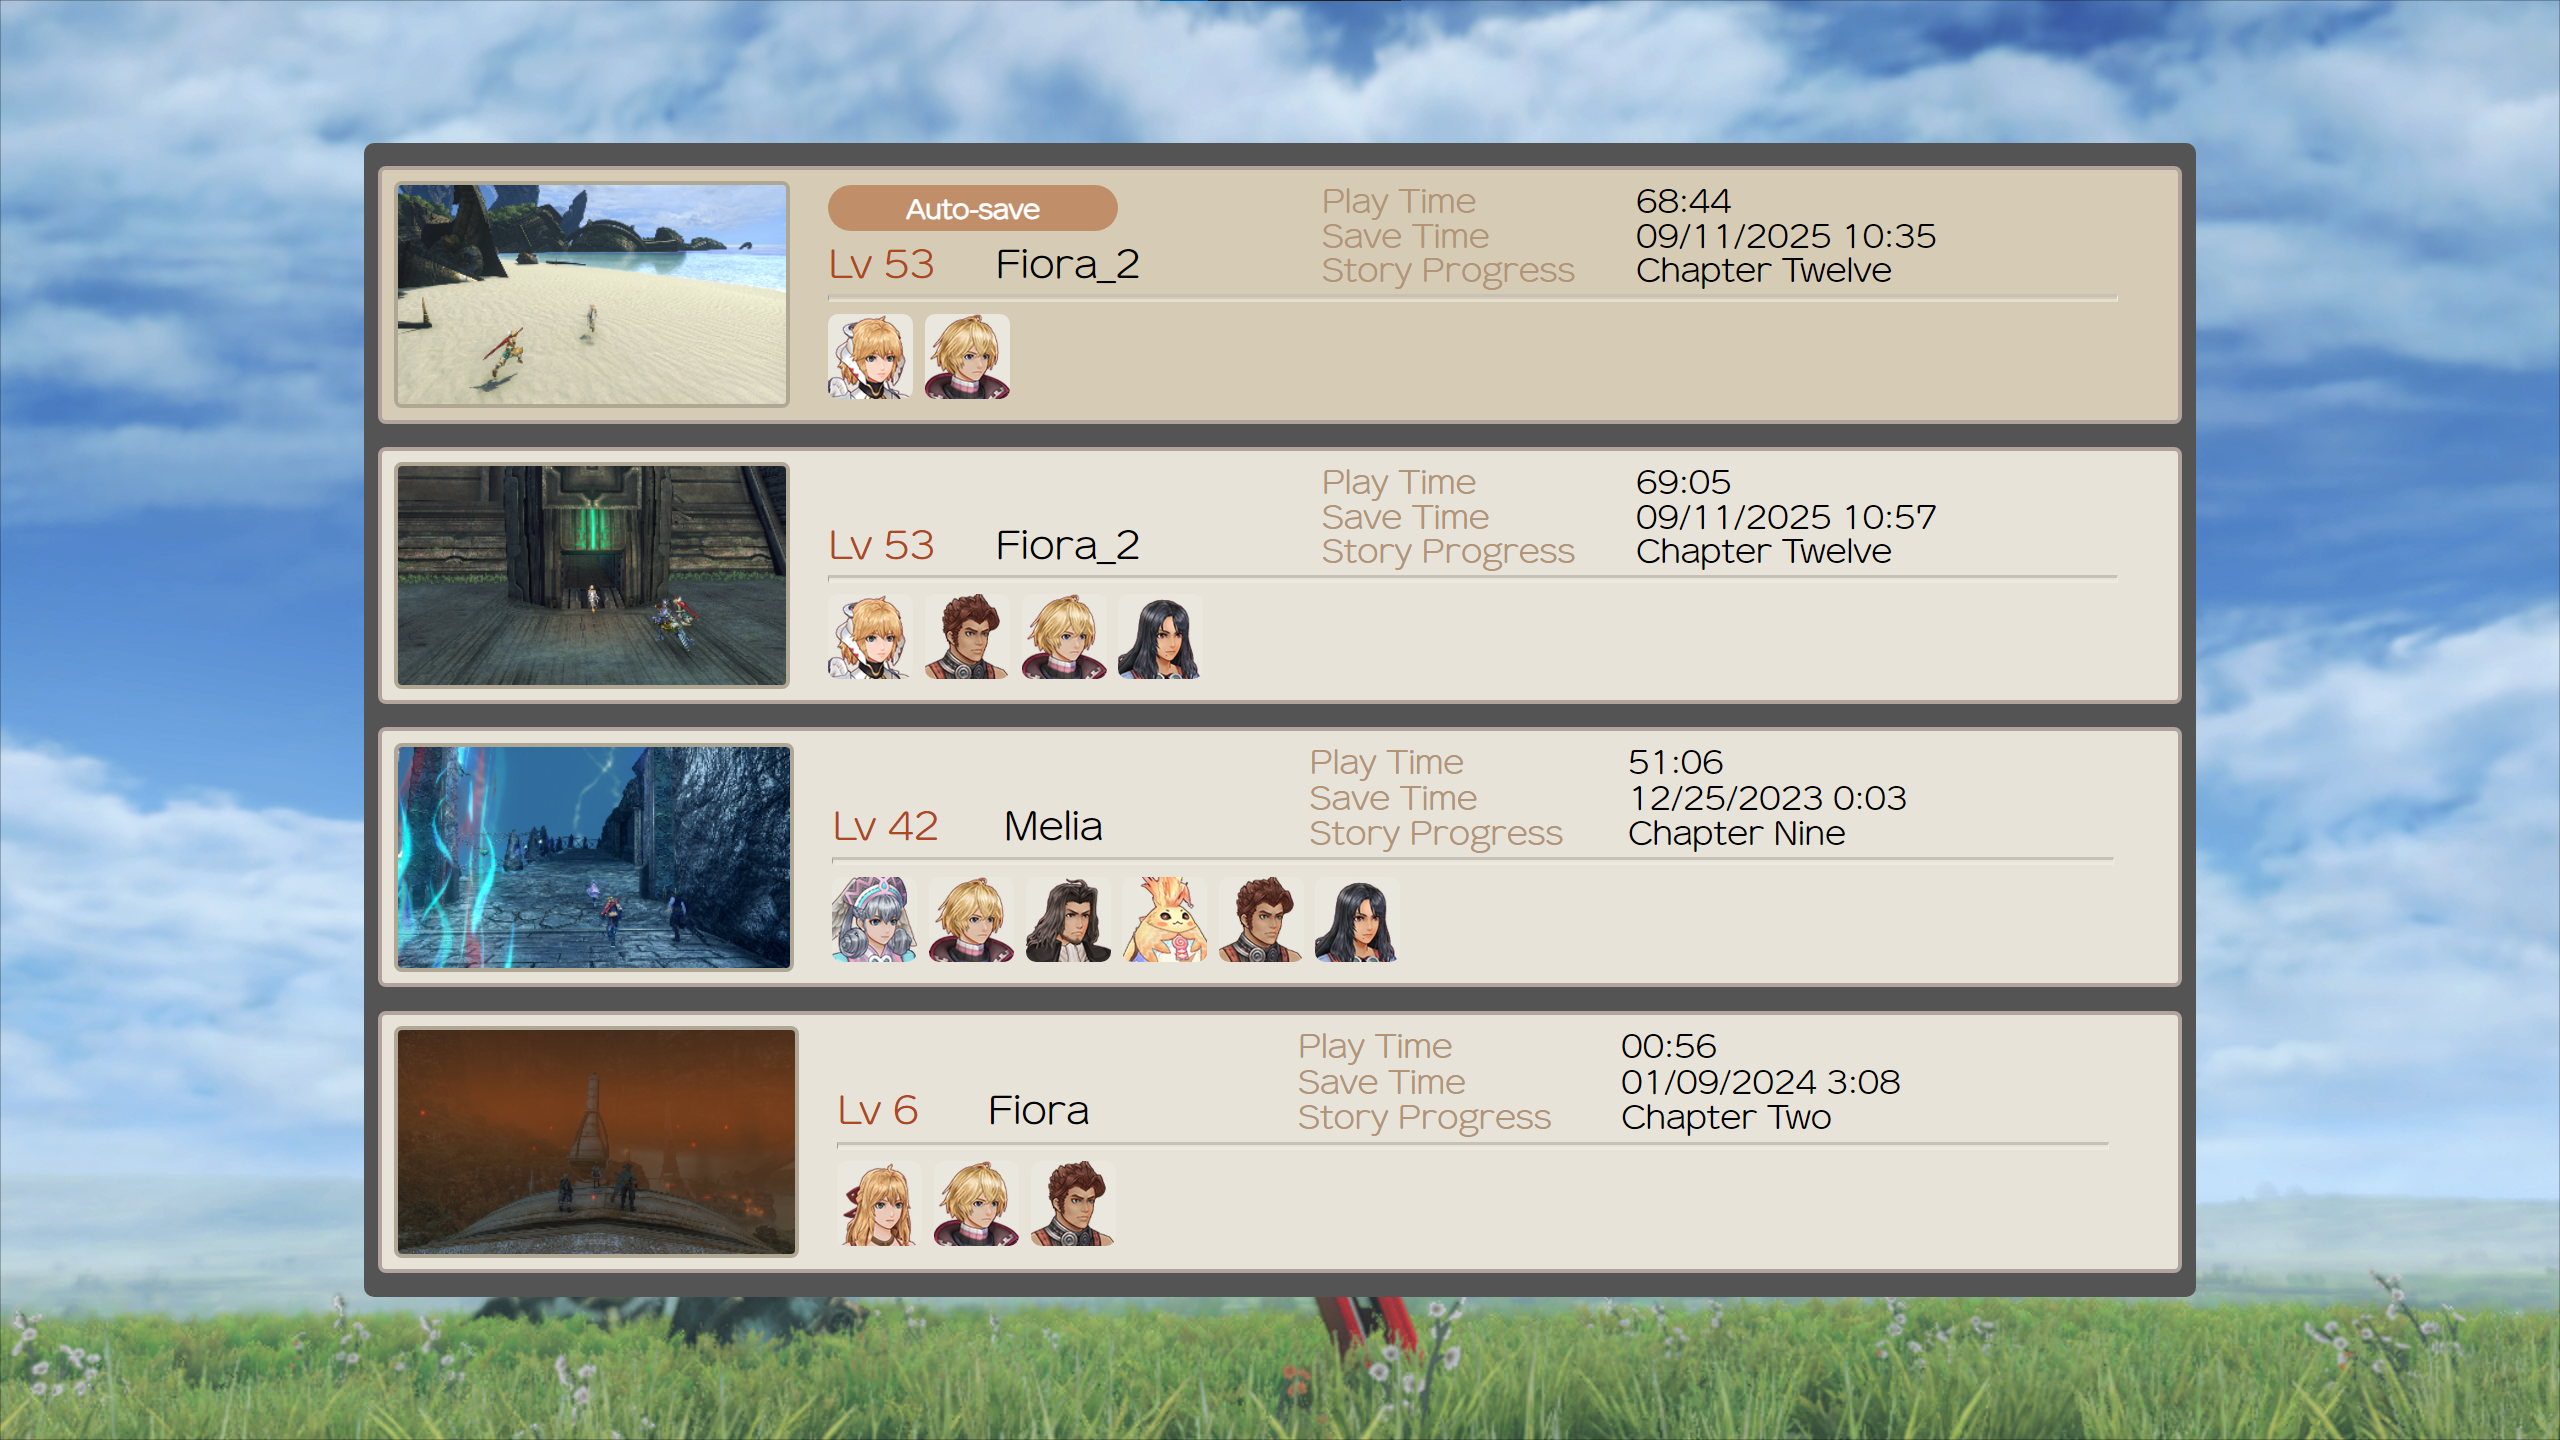 Auto-save
Lv 53 Fiora_2
Play Time 68:44
Save Time 09/11/2025 10:35
Story Progress Chapter Twelve
Lv 53 Fiora_2
Play Time 69:05
Save Time 09/11/2025 10:57
Story Progress Chapter Twelve
Lv 42 Melia
Play Time 51:06
Save Time 12/25/2023 0:03
Story Progress Chapter Nine
Lv 6 Fiora
Play Time 00:56
Save Time 01/09/2024 3:08
Story Progress Chapter Two